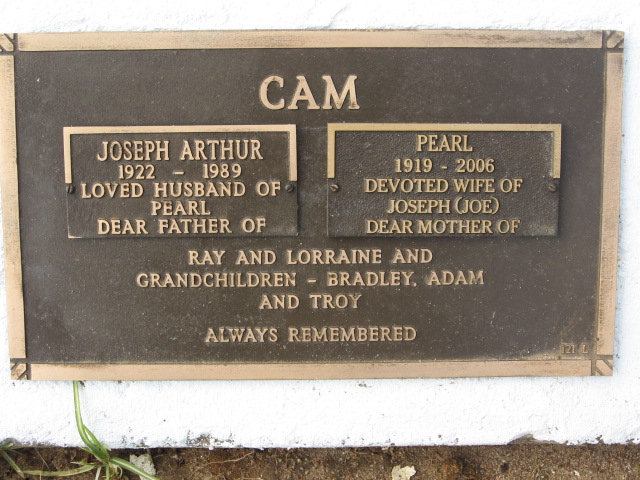 CAM
JOSEPH ARTHUR
1922 – 1989
LOVED HUSBAND OF
PEARL
DEAR FATHER OF
PEARL
1919 - 2006
DEVOTED WIFE OF
JOSEPH (JOE)
DEAR MOTHER OF
RAY AND LORRAINE AND
GRANDCHILDREN – BRADLEY, ADAM
AND TROY
ALWAYS REMEMBERED
121 L